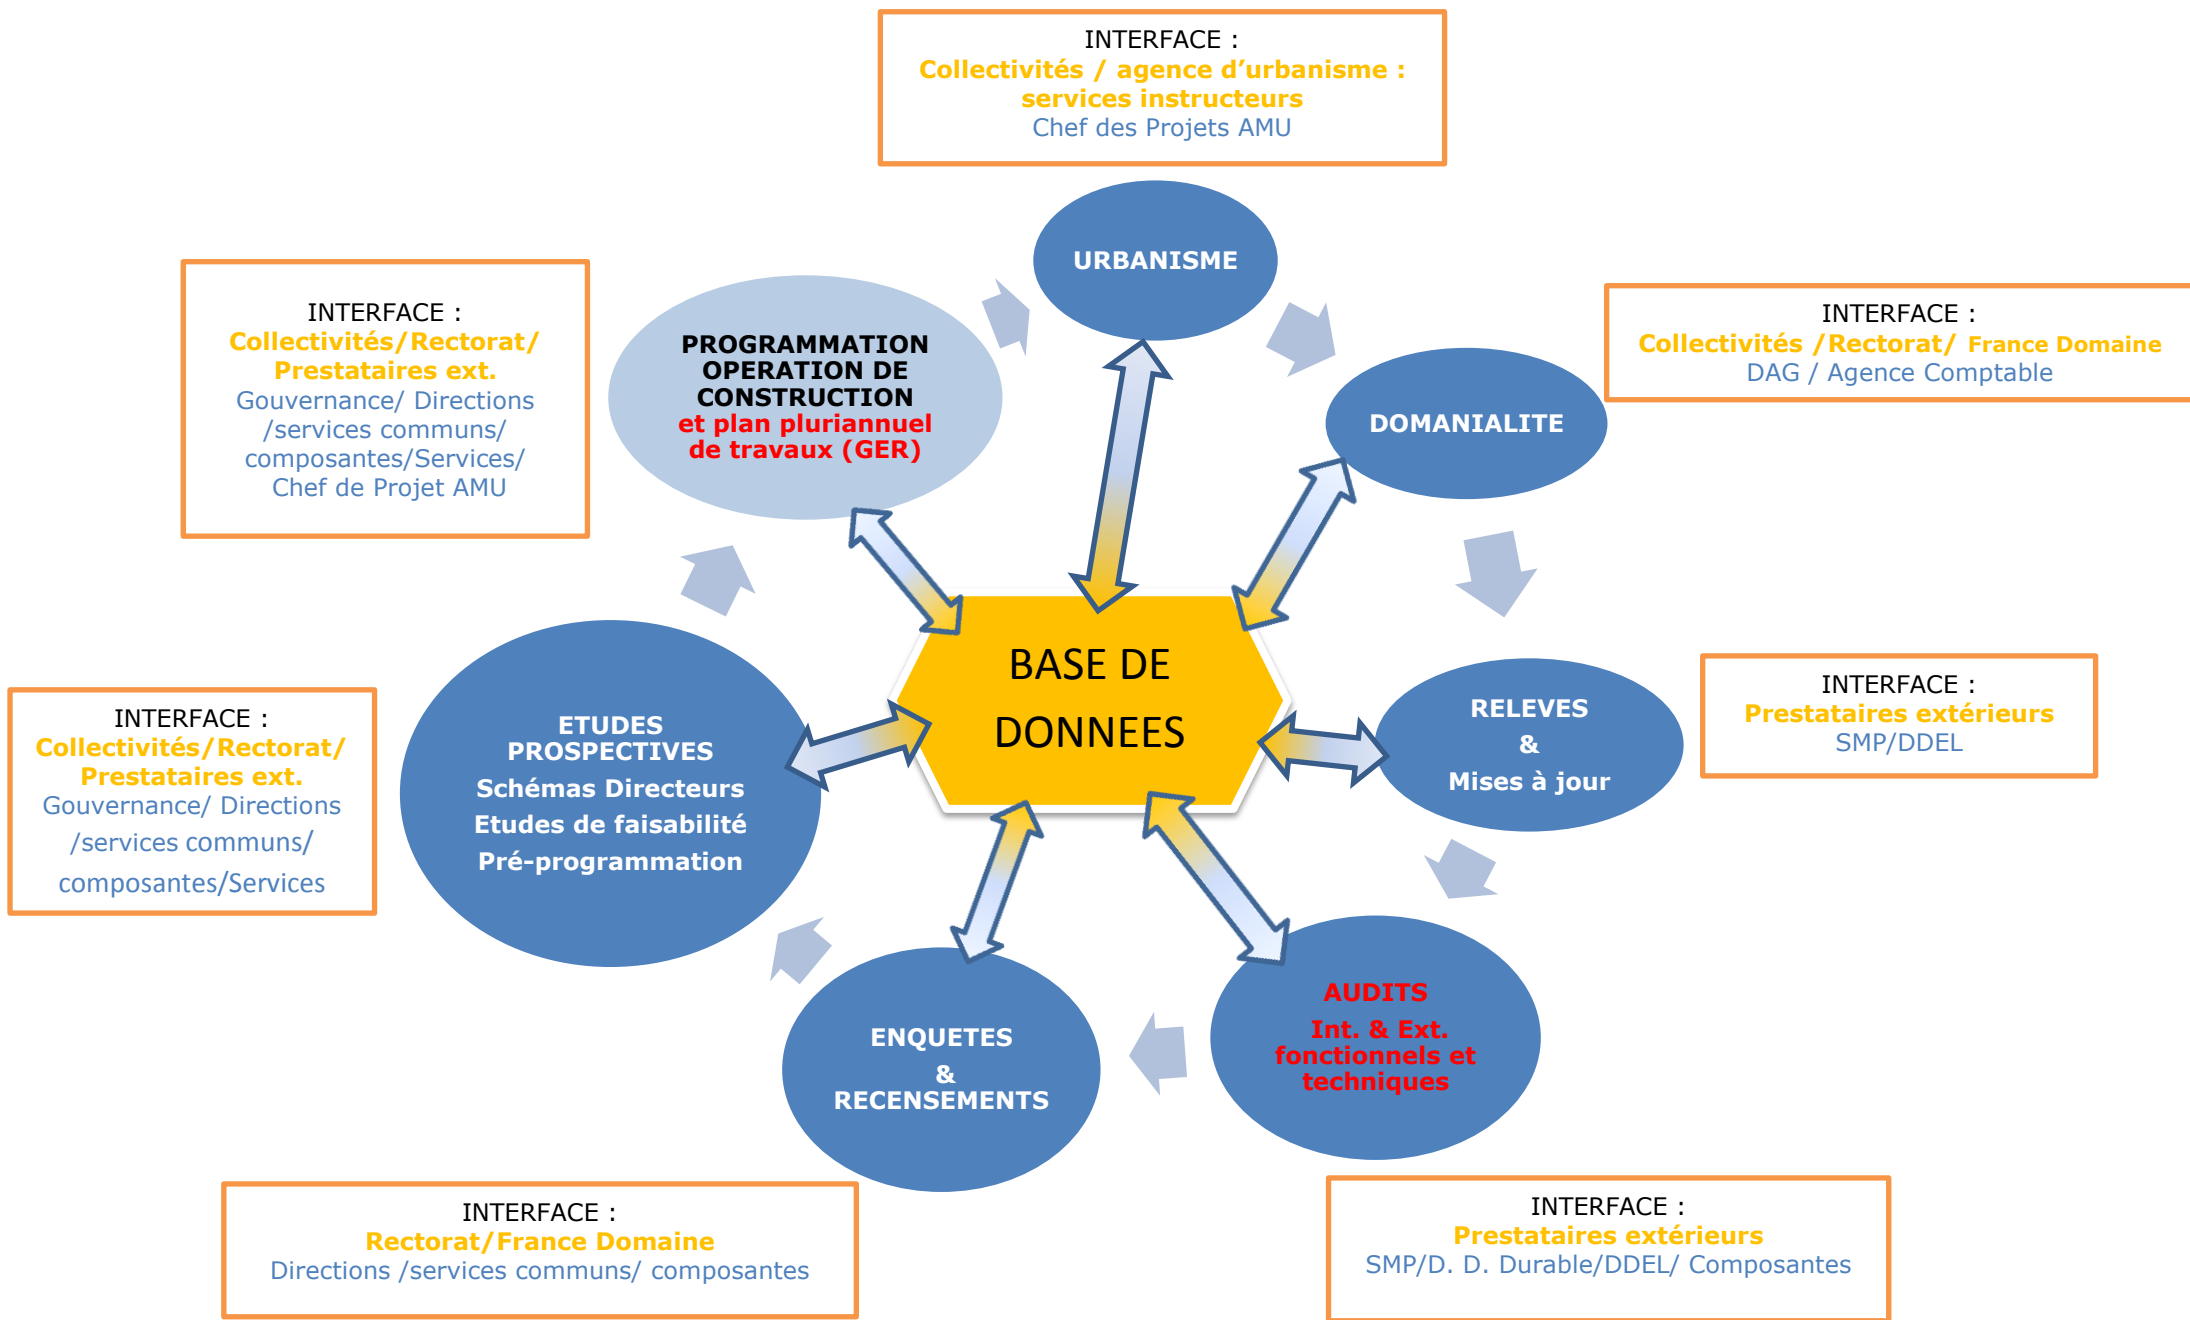 INTERFACE :
Collectivités / agence d’urbanisme :
services instructeurs
Chef des Projets AMU
URBANISME
INTERFACE :
Collectivités/Rectorat/
Prestataires ext.
Gouvernance/ Directions
/services communs/
composantes/Services/
Chef de Projet AMU
PROGRAMMATION
OPERATION DE
CONSTRUCTION
et plan pluriannuel
de travaux (GER)
INTERFACE :
Collectivités /Rectorat/ France Domaine
DAG / Agence Comptable
DOMANIALITE
BASE DE
DONNEES
RELEVES
&
Mises à jour
INTERFACE :
Prestataires extérieurs
SMP/DDEL
INTERFACE :
Collectivités/Rectorat/
Prestataires ext.
Gouvernance/ Directions
/services communs/
composantes/Services
ETUDES
PROSPECTIVES
Schémas Directeurs
Etudes de faisabilité
Pré-programmation
AUDITS
Int. & Ext.
fonctionnels et
techniques
ENQUETES
&
RECENSEMENTS
INTERFACE :
Rectorat/France Domaine
Directions /services communs/ composantes
INTERFACE :
Prestataires extérieurs
SMP/D. D. Durable/DDEL/ Composantes